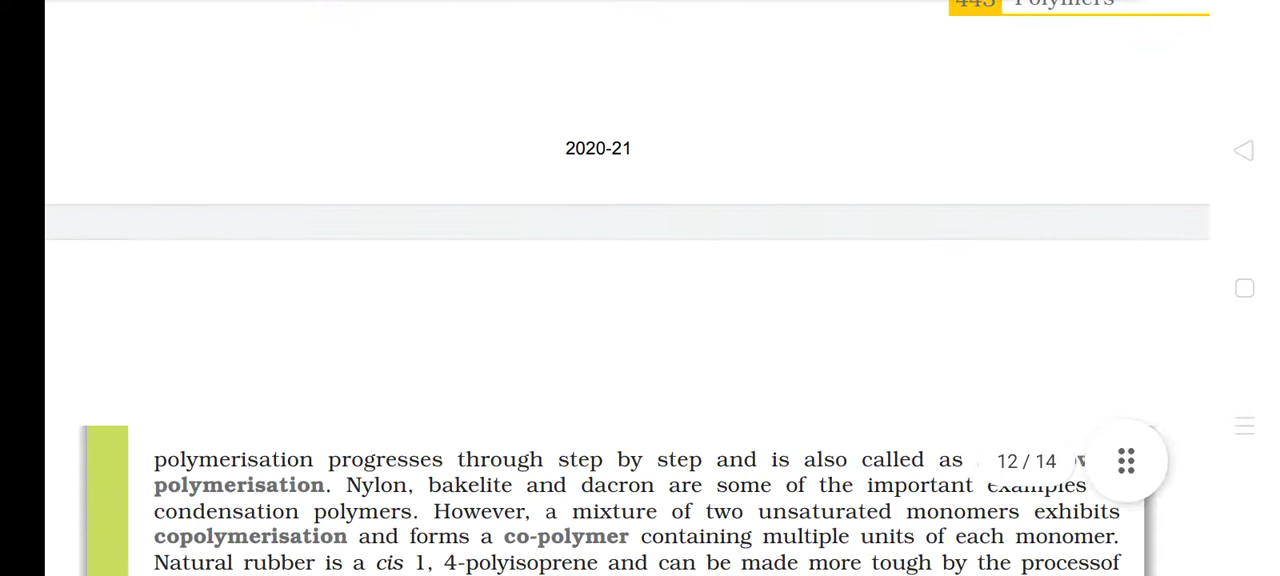 443 Polymers
2020-21
polymerisation progresses through step by step and is also called as
12 / 14
polymerisation. Nylon, bakelite and dacron are some of the important examples
condensation polymers. However, a mixture of two unsaturated monomers exhibits
copolymerisation and forms a co-polymer containing multiple units of each monomer.
Natural rubber is a cis 1, 4-polyisoprene and can be made more tough by the processof